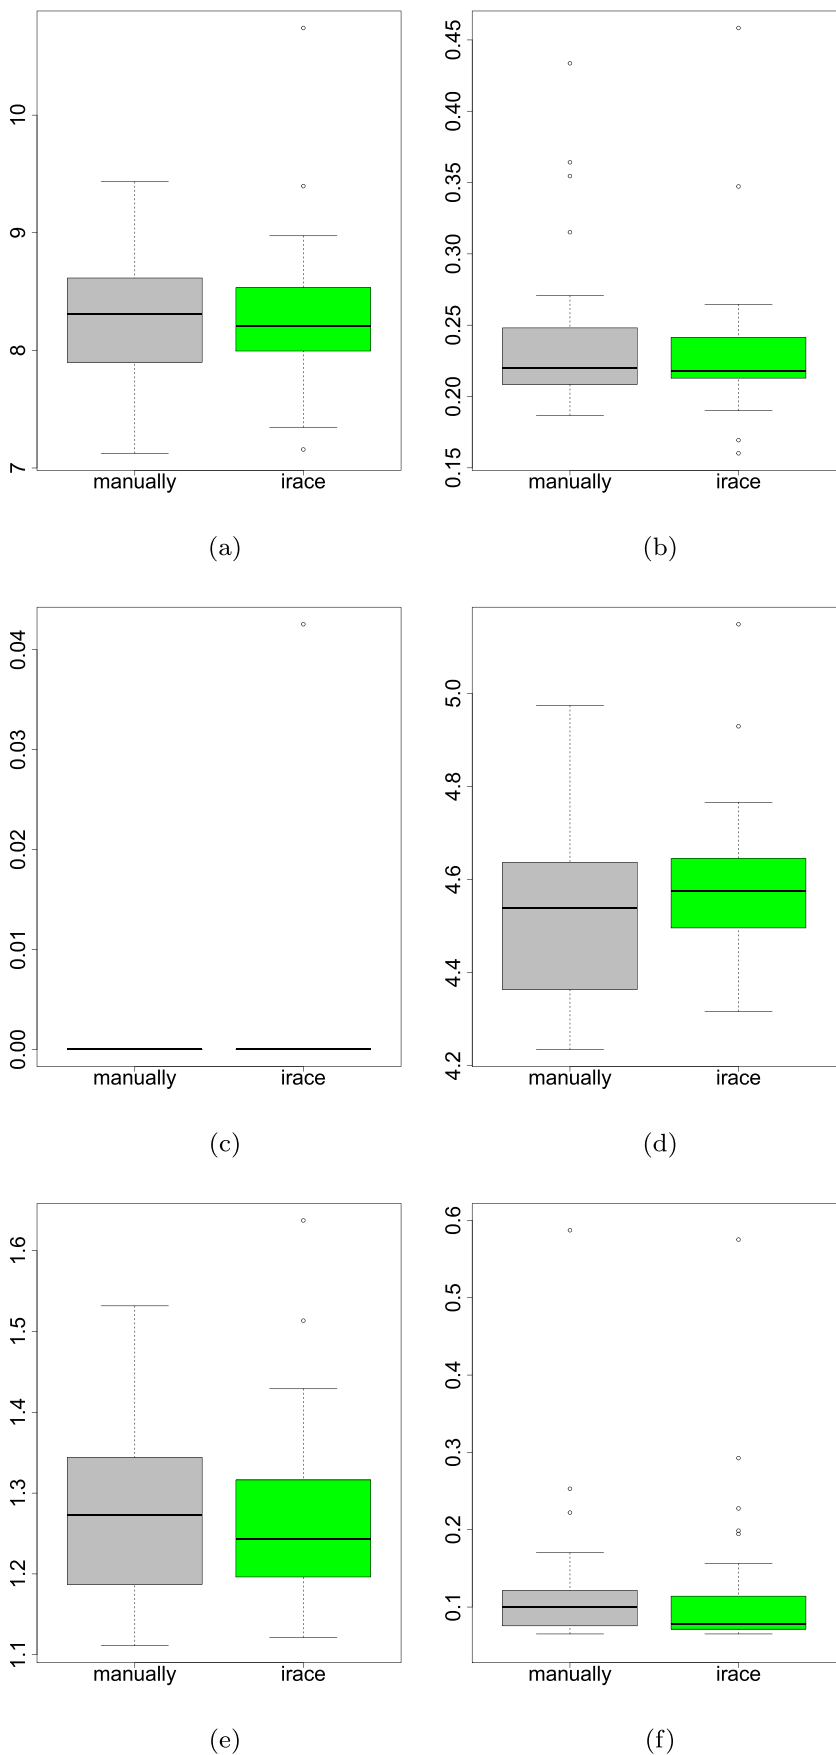 10
9
8
7
manually irace
(a)
0.45
0.40
0.35
0.30
0.25
0.20
0.15
manually irace
(b)
0.04
0.03
0.02
0.01
0.00
manually irace
(c)
5.0
4.8
4.6
4.4
4.2
manually irace
(d)
1.6
1.5
1.4
1.3
1.2
1.1
manually irace
(e)
0.6
0.5
0.4
0.3
0.2
0.1
manually irace
(f)